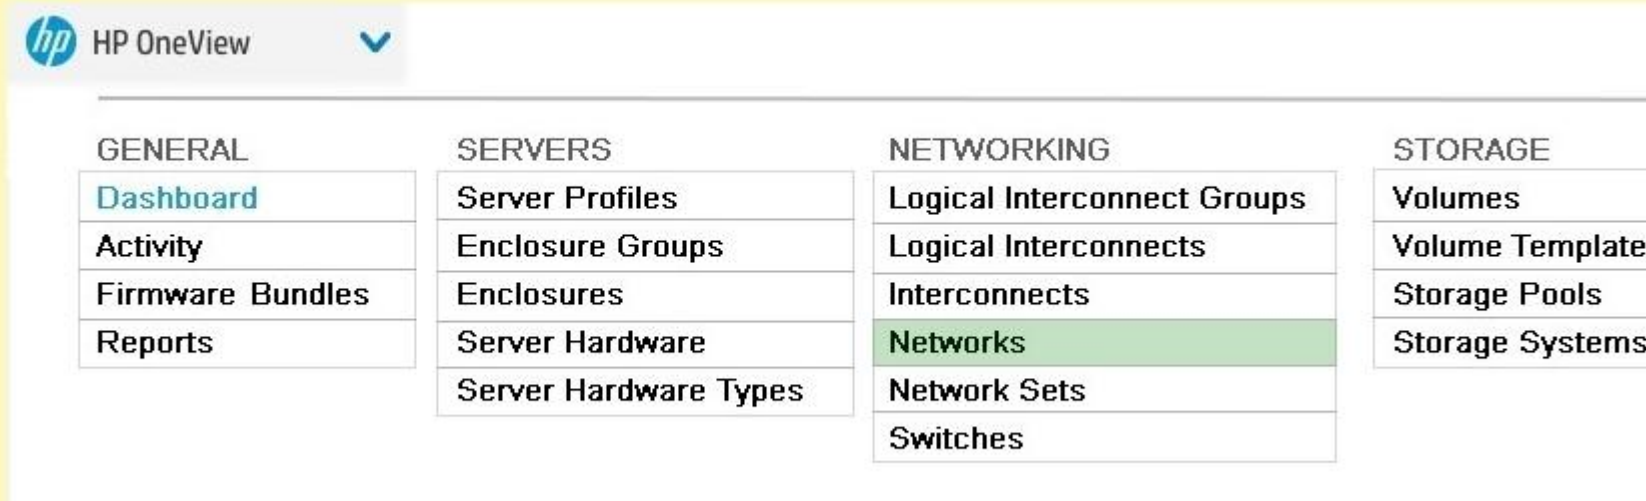 hp HP OneView
GENERAL
Dashboard
Activity
Firmware Bundles
Reports
SERVERS
Server Profiles
Enclosure Groups
Enclosures
Server Hardware
Server Hardware Types
NETWORKING
Logical Interconnect Groups
Logical Interconnects
Interconnects
Networks
Network Sets
Switches
STORAGE
Volumes
Volume Template
Storage Pools
Storage Systems